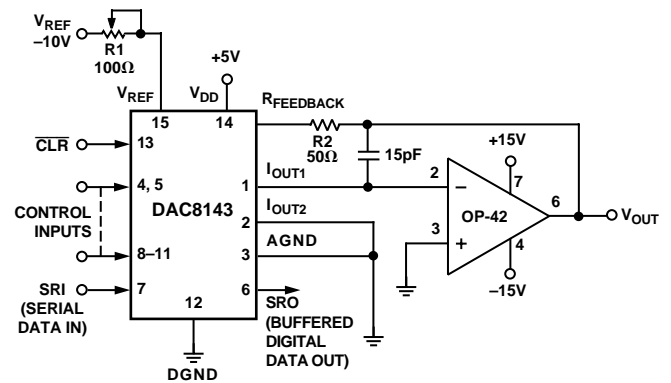 VREF
–10V
R1
100Ω
+5V
VREF
VDD
RFEEDBACK
15
14
R2
50Ω
15pF
+15V
CLR
13
IOUT1
1
2
–
7
4, 5
DAC8143
OP-42
6
VOUT
CONTROL
INPUTS
IOUT2
2
3
+
4
–15V
AGND
3
8–11
SRI
(SERIAL
DATA IN)
7
12
6
SRO
(BUFFERED
DIGITAL
DATA OUT)
DGND